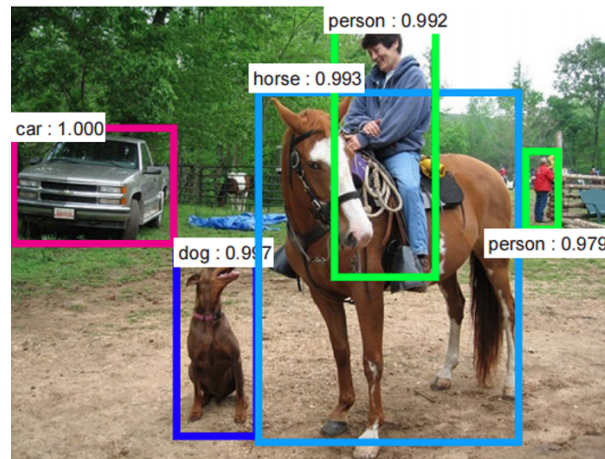 person : 0.992
horse : 0.993
car : 1.000
dog : 0.997
person : 0.979